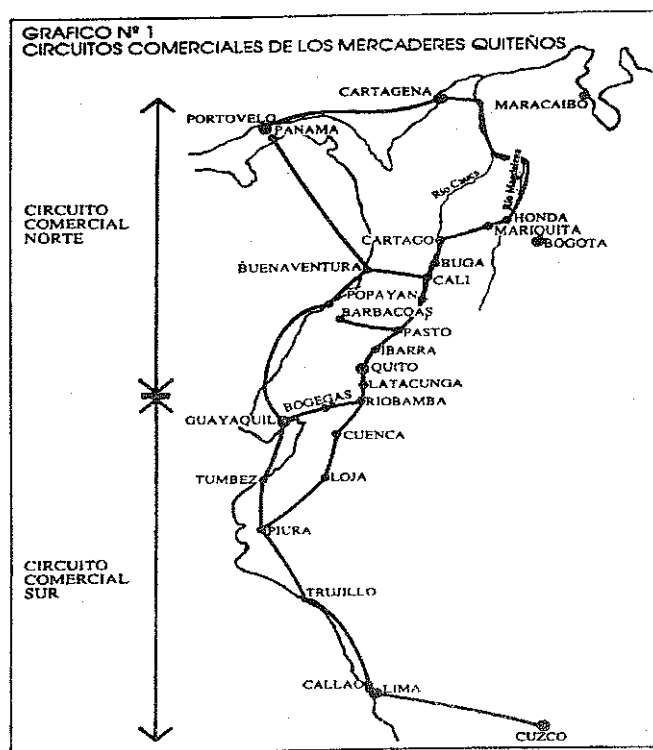 GRAFICO Nº 1
CIRCUITOS COMERCIALES DE LOS MERCADERES QUITEÑOS
CARTAGENA
MARACAIBO
PORTOVELO
PANAMA
Río Cauca
Río Magdalena
CIRCUITO
COMERCIAL
NORTE
HONDA
MARIQUITA
BOGOTA
CARTAGO
BUGA
BUENAVENTURA
CALI
POPAYAN
BARBACOAS
PASTO
IBARRA
QUITO
LATACUNGA
BOGEGAS
RIOBAMBA
GUAYAQUIL
CUENCA
TUMBEZ
LOJA
PIURA
CIRCUITO
COMERCIAL
SUR
TRUJILLO
CALLAO
LIMA
CUZCO